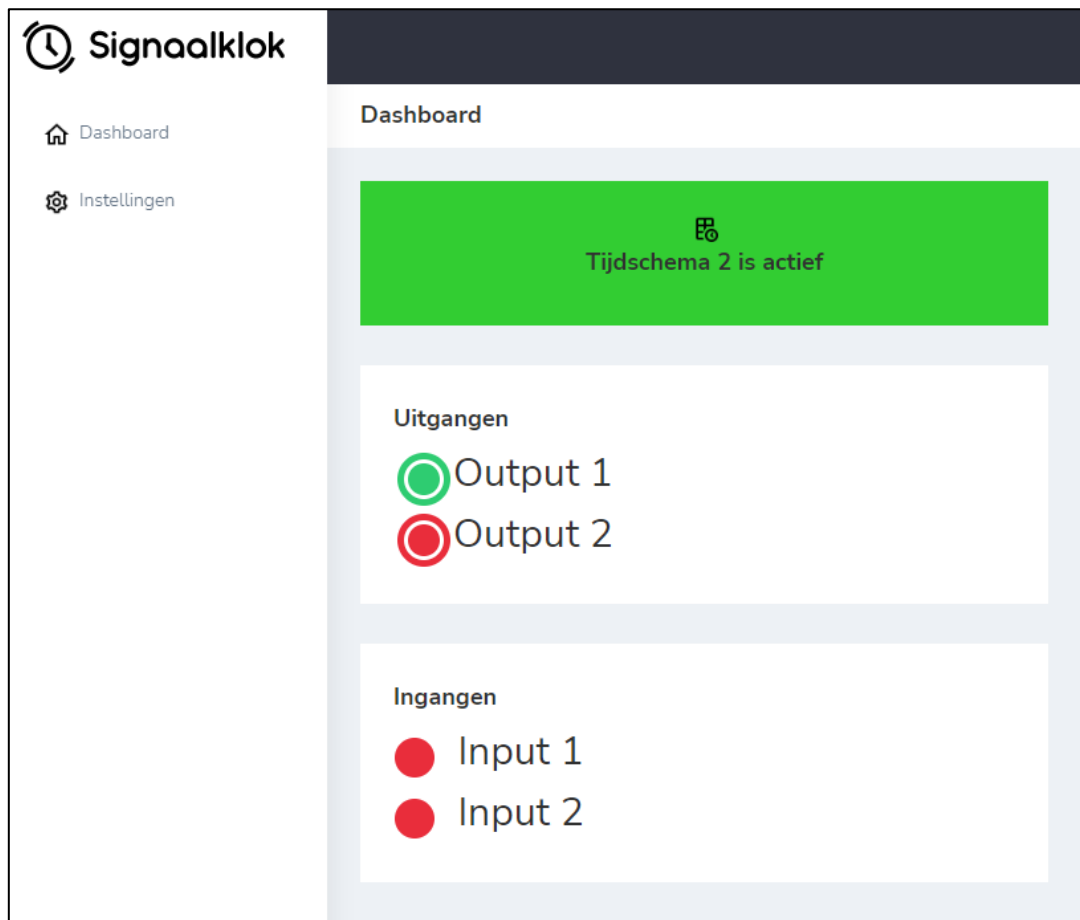 Signaalklok
Dashboard
Instellingen
Dashboard
Tijdschema 2 is actief
Uitgangen
Output 1
Output 2
Ingangen
Input 1
Input 2